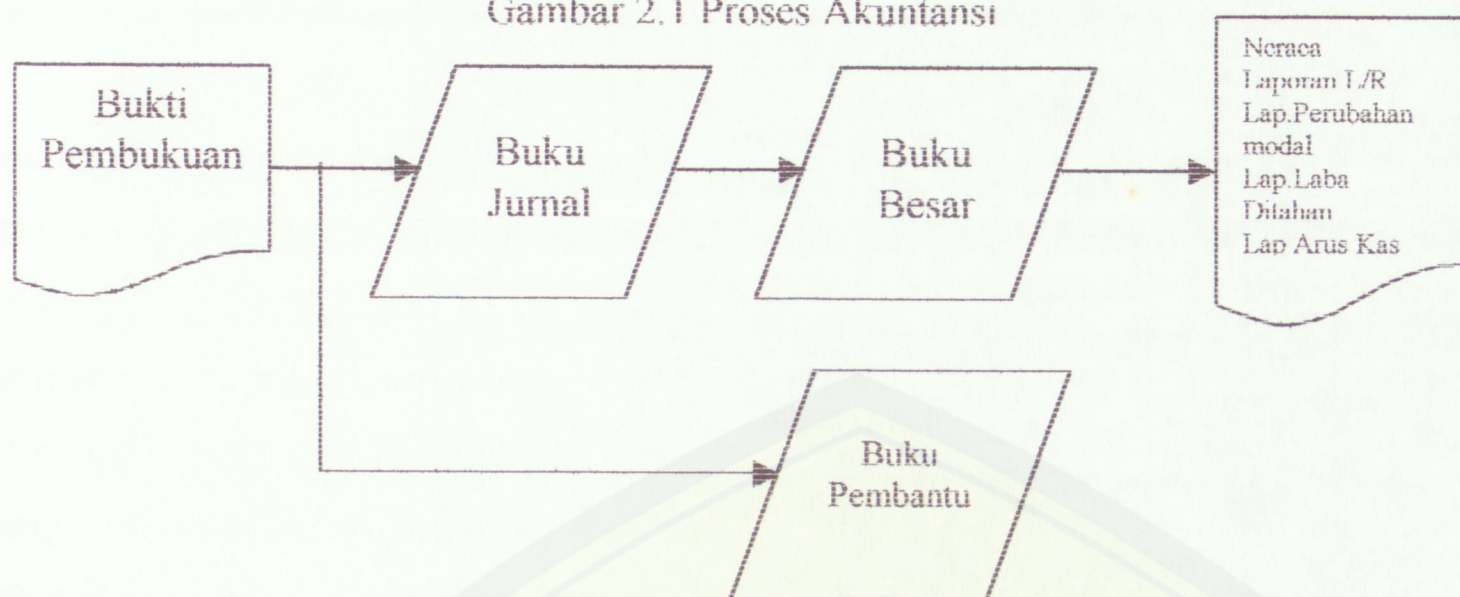 Gambar 2.1 Proses Akuntansi
Bukti
Pembukuan
Buku
Jurnal
Buku
Besar
Neraca
Laporan L/R
Lap.Perubahan
modal
Lap.Laba
Ditahan
Lap Arus Kas
Buku
Pembantu